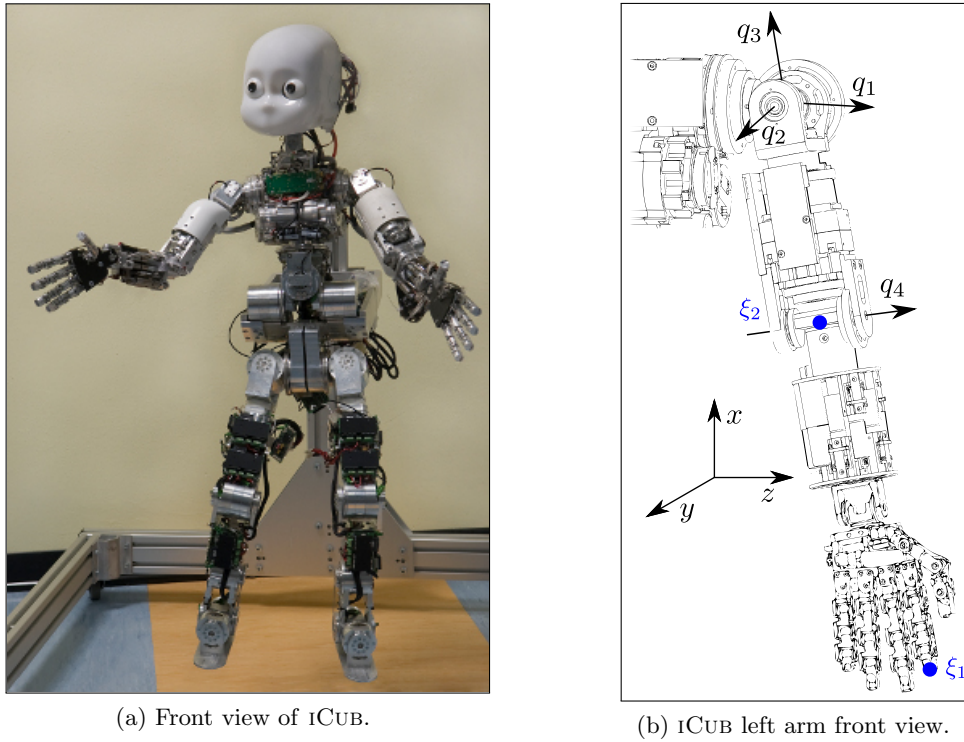 q₃
q₁
q₂
ξ₂
q₄
x
z
y
ξ₁
(a) Front view of ICUB.
(b) ICUB left arm front view.